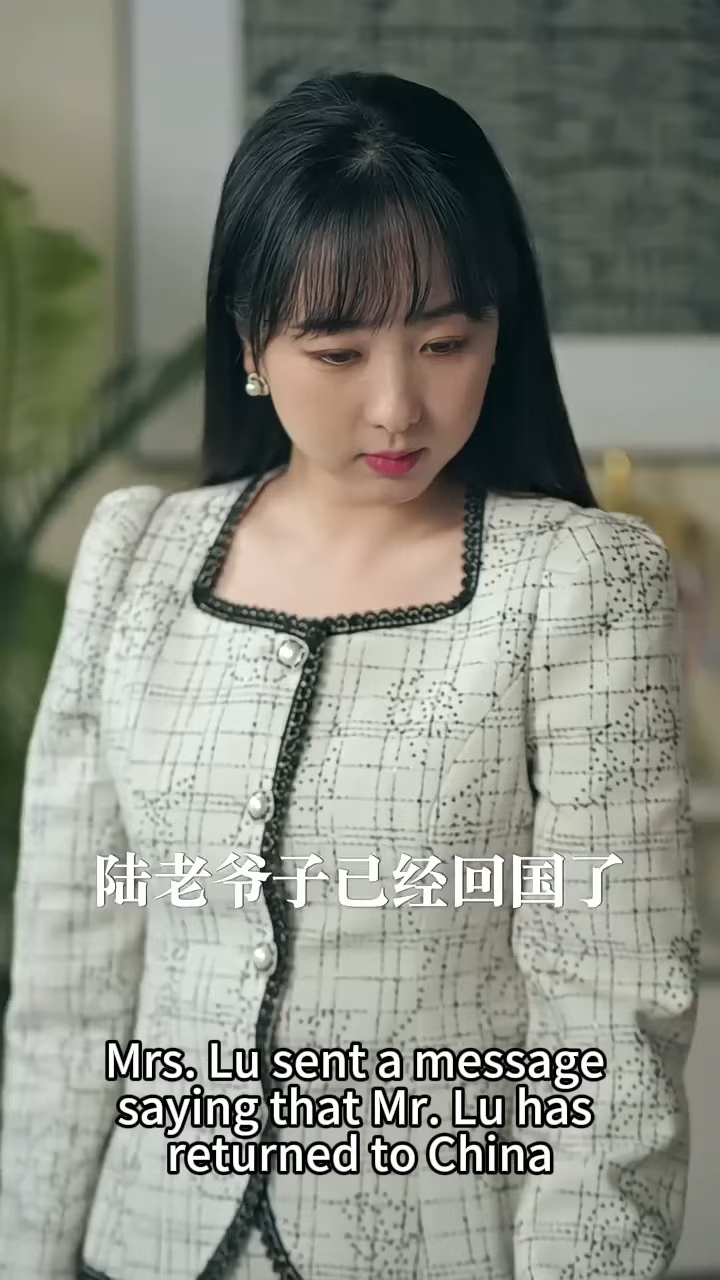 陆老爷子已经回国了
Mrs. Lu sent a message
saying that Mr. Lu has
returned to China